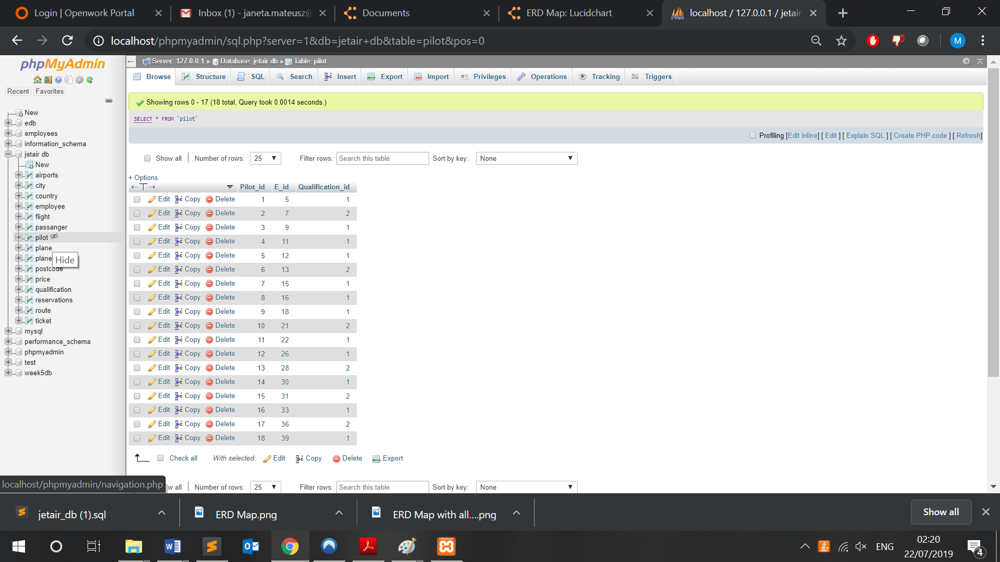 Login | Openwork Portal
Inbox (1) - janeta.mateusz@
Documents
ERD Map: Lucidchart
localhost / 127.0.0.1 / jetair
localhost/phpmyadmin/sql.php?server=1&db=jetair+db&table=pilot&pos=0
M
phpMyAdmin
Recent Favorites
New
edb
employees
information_schema
jetair db
New
airports
city
country
employee
flight
passanger
pilot
plane
plane
Hide
postcode
price
qualification
reservations
route
ticket
mysql
performance_schema
phpmyadmin
test
week5db
Server: 127.0.0.1 » Database: jetair db » Table: pilot
Browse Structure SQL Search Insert Export Import Privileges Operations Tracking Triggers
Showing rows 0 - 17 (18 total, Query took 0.0014 seconds.)
SELECT * FROM `pilot`
Profiling [Edit inline] [ Edit ] [ Explain SQL ] [ Create PHP code ] [ Refresh]
Show all | Number of rows: 25 Filter rows: Search this table Sort by key: None
+ Options
←T→ Pilot_id E_id Qualification_id
Edit Copy Delete 1 5 1
Edit Copy Delete 2 7 2
Edit Copy Delete 3 9 1
Edit Copy Delete 4 11 1
Edit Copy Delete 5 12 1
Edit Copy Delete 6 13 2
Edit Copy Delete 7 15 1
Edit Copy Delete 8 16 1
Edit Copy Delete 9 18 1
Edit Copy Delete 10 21 2
Edit Copy Delete 11 22 1
Edit Copy Delete 12 26 1
Edit Copy Delete 13 28 2
Edit Copy Delete 14 30 1
Edit Copy Delete 15 31 2
Edit Copy Delete 16 33 1
Edit Copy Delete 17 36 2
Edit Copy Delete 18 39 1
Check all With selected: Edit Copy Delete Export
localhost/phpmyadmin/navigation.php
w all | Number of rows: 25 Filter rows: Search this table Sort by key: None
jetair_db (1).sql
ERD Map.png
ERD Map with all....png
Show all
ENG
02:20
22/07/2019
4